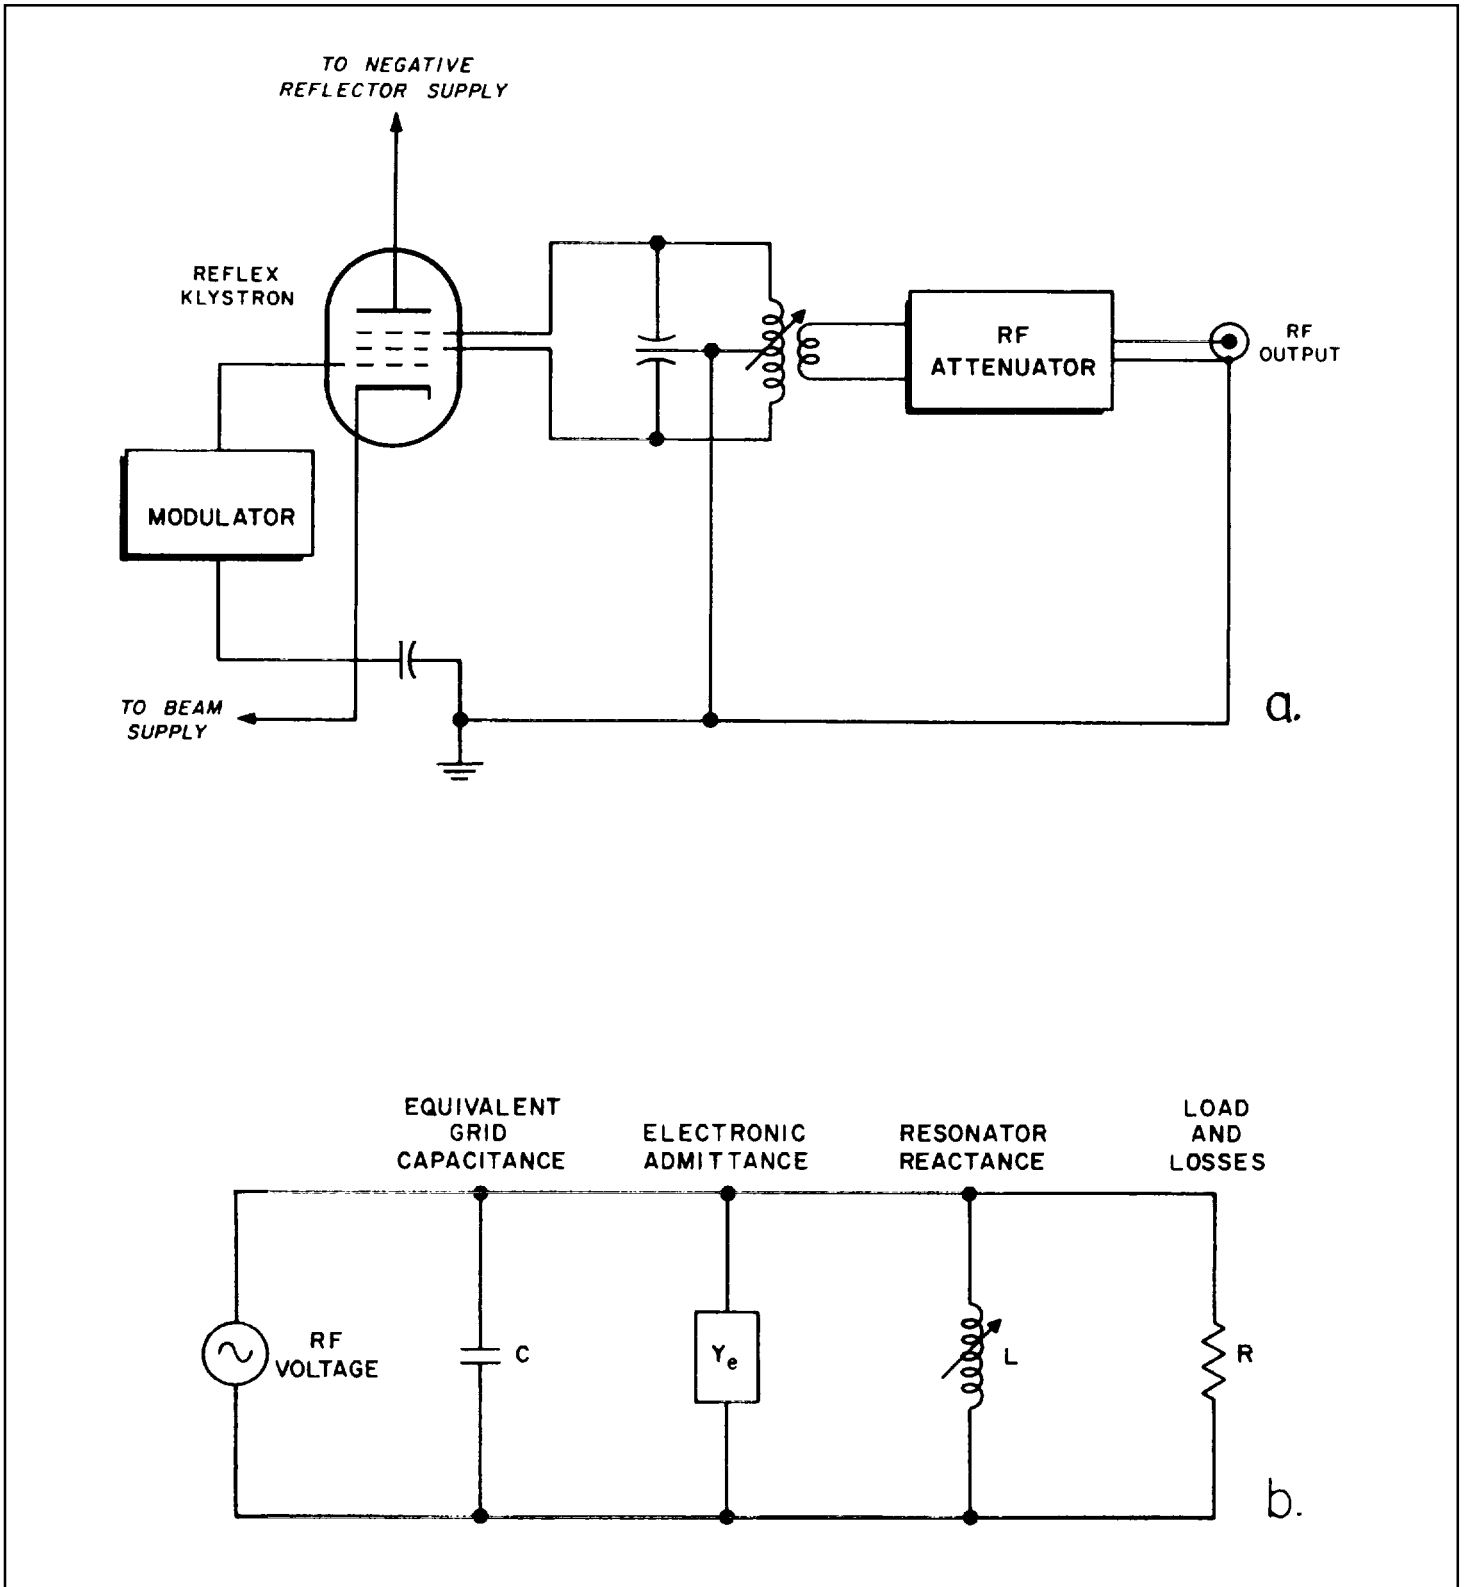 TO NEGATIVE
REFLECTOR SUPPLY
REFLEX
KLYSTRON
RF
ATTENUATOR
RF
OUTPUT
MODULATOR
TO BEAM
SUPPLY
a.
EQUIVALENT
GRID
CAPACITANCE
ELECTRONIC
ADMITTANCE
RESONATOR
REACTANCE
LOAD
AND
LOSSES
RF
VOLTAGE
C
Ye
L
R
b.